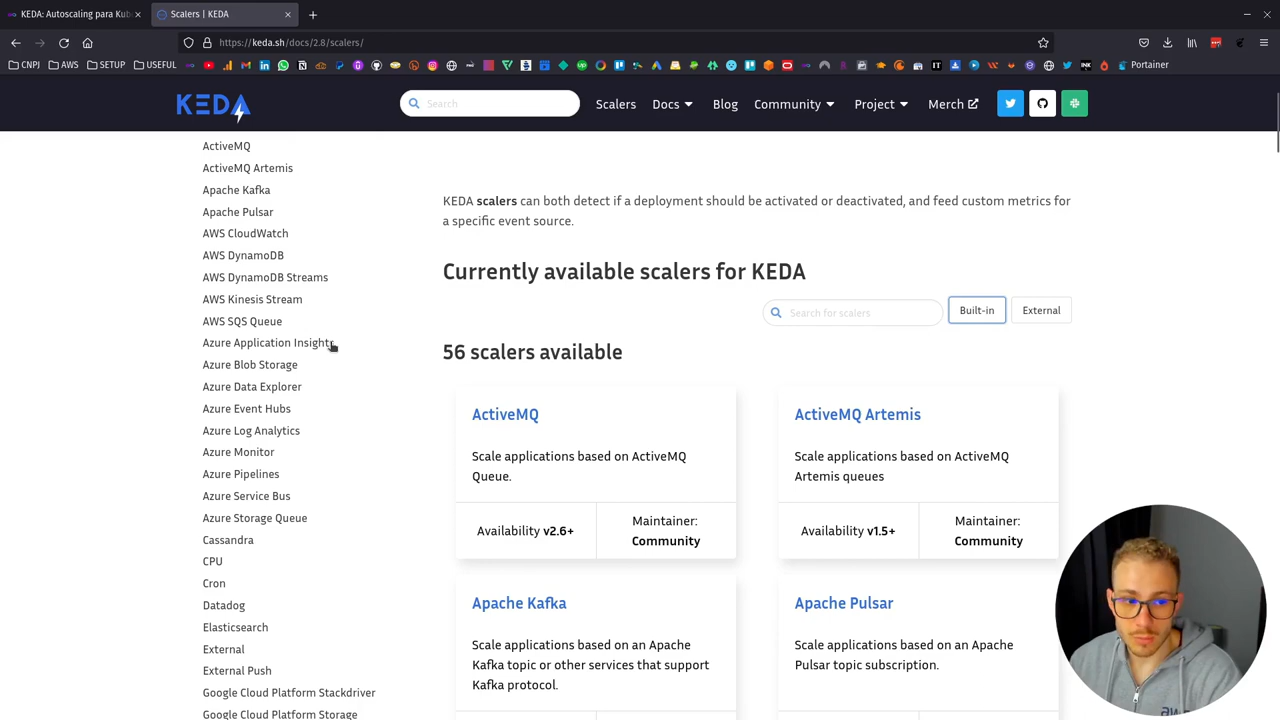 KEDA: Autoscaling para Kub
Scalers | KEDA
https://keda.sh/docs/2.8/scalers/
CNPJ
AWS
SETUP
USEFUL
Portainer
KEDA
Search
Scalers
Docs
Blog
Community
Project
Merch
ActiveMQ
ActiveMQ Artemis
Apache Kafka
Apache Pulsar
AWS CloudWatch
AWS DynamoDB
AWS DynamoDB Streams
AWS Kinesis Stream
AWS SQS Queue
Azure Application Insights
Azure Blob Storage
Azure Data Explorer
Azure Event Hubs
Azure Log Analytics
Azure Monitor
Azure Pipelines
Azure Service Bus
Azure Storage Queue
Cassandra
CPU
Cron
Datadog
Elasticsearch
External
External Push
Google Cloud Platform Stackdriver
Google Cloud Platform Storage
KEDA scalers can both detect if a deployment should be activated or deactivated, and feed custom metrics for
a specific event source.
Currently available scalers for KEDA
Search for scalers
Built-in
External
56 scalers available
ActiveMQ
Scale applications based on ActiveMQ
Queue.
Availability v2.6+
Maintainer:
Community
ActiveMQ Artemis
Scale applications based on ActiveMQ
Artemis queues
Availability v1.5+
Maintainer:
Community
Apache Kafka
Scale applications based on an Apache
Kafka topic or other services that support
Kafka protocol.
Apache Pulsar
Scale applications based on an Apache
Pulsar topic subscription.